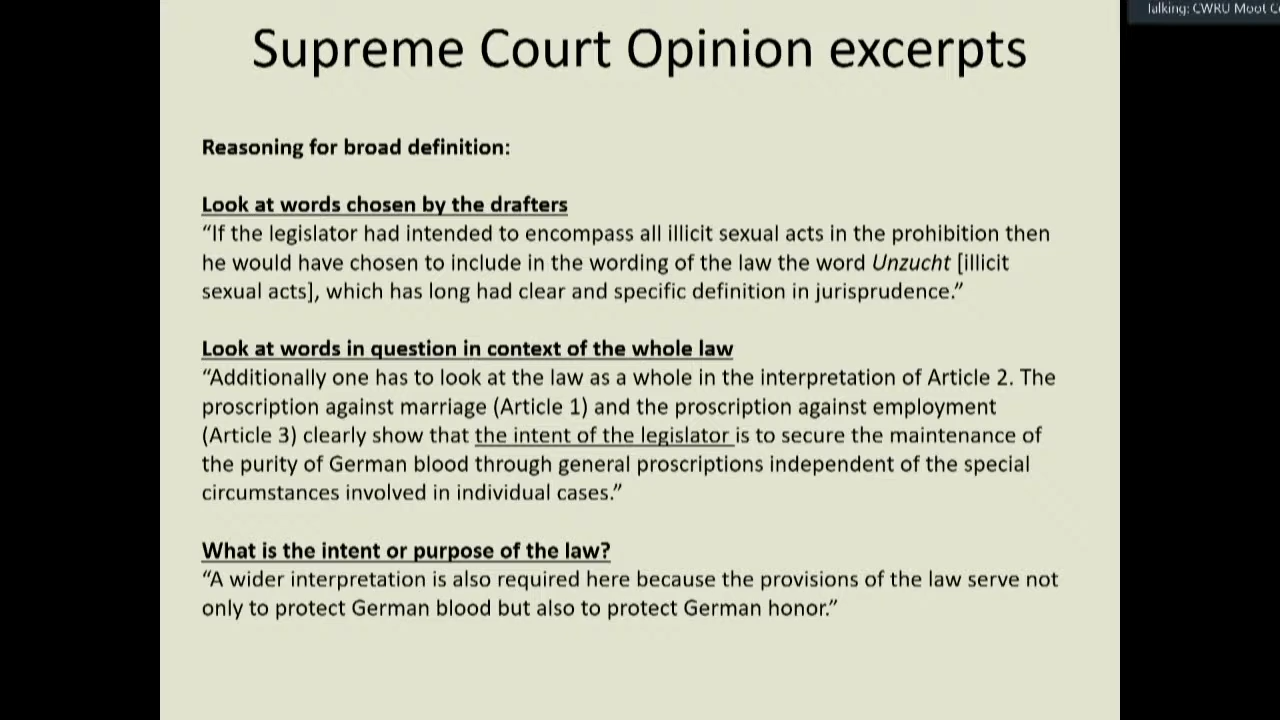 Talking: CWRU Moot
Supreme Court Opinion excerpts
Reasoning for broad definition:
Look at words chosen by the drafters
“If the legislator had intended to encompass all illicit sexual acts in the prohibition then
he would have chosen to include in the wording of the law the word Unzucht [illicit
sexual acts], which has long had clear and specific definition in jurisprudence.”
Look at words in question in context of the whole law
“Additionally one has to look at the law as a whole in the interpretation of Article 2. The
proscription against marriage (Article 1) and the proscription against employment
(Article 3) clearly show that the intent of the legislator is to secure the maintenance of
the purity of German blood through general proscriptions independent of the special
circumstances involved in individual cases.”
What is the intent or purpose of the law?
“A wider interpretation is also required here because the provisions of the law serve not
only to protect German blood but also to protect German honor.”